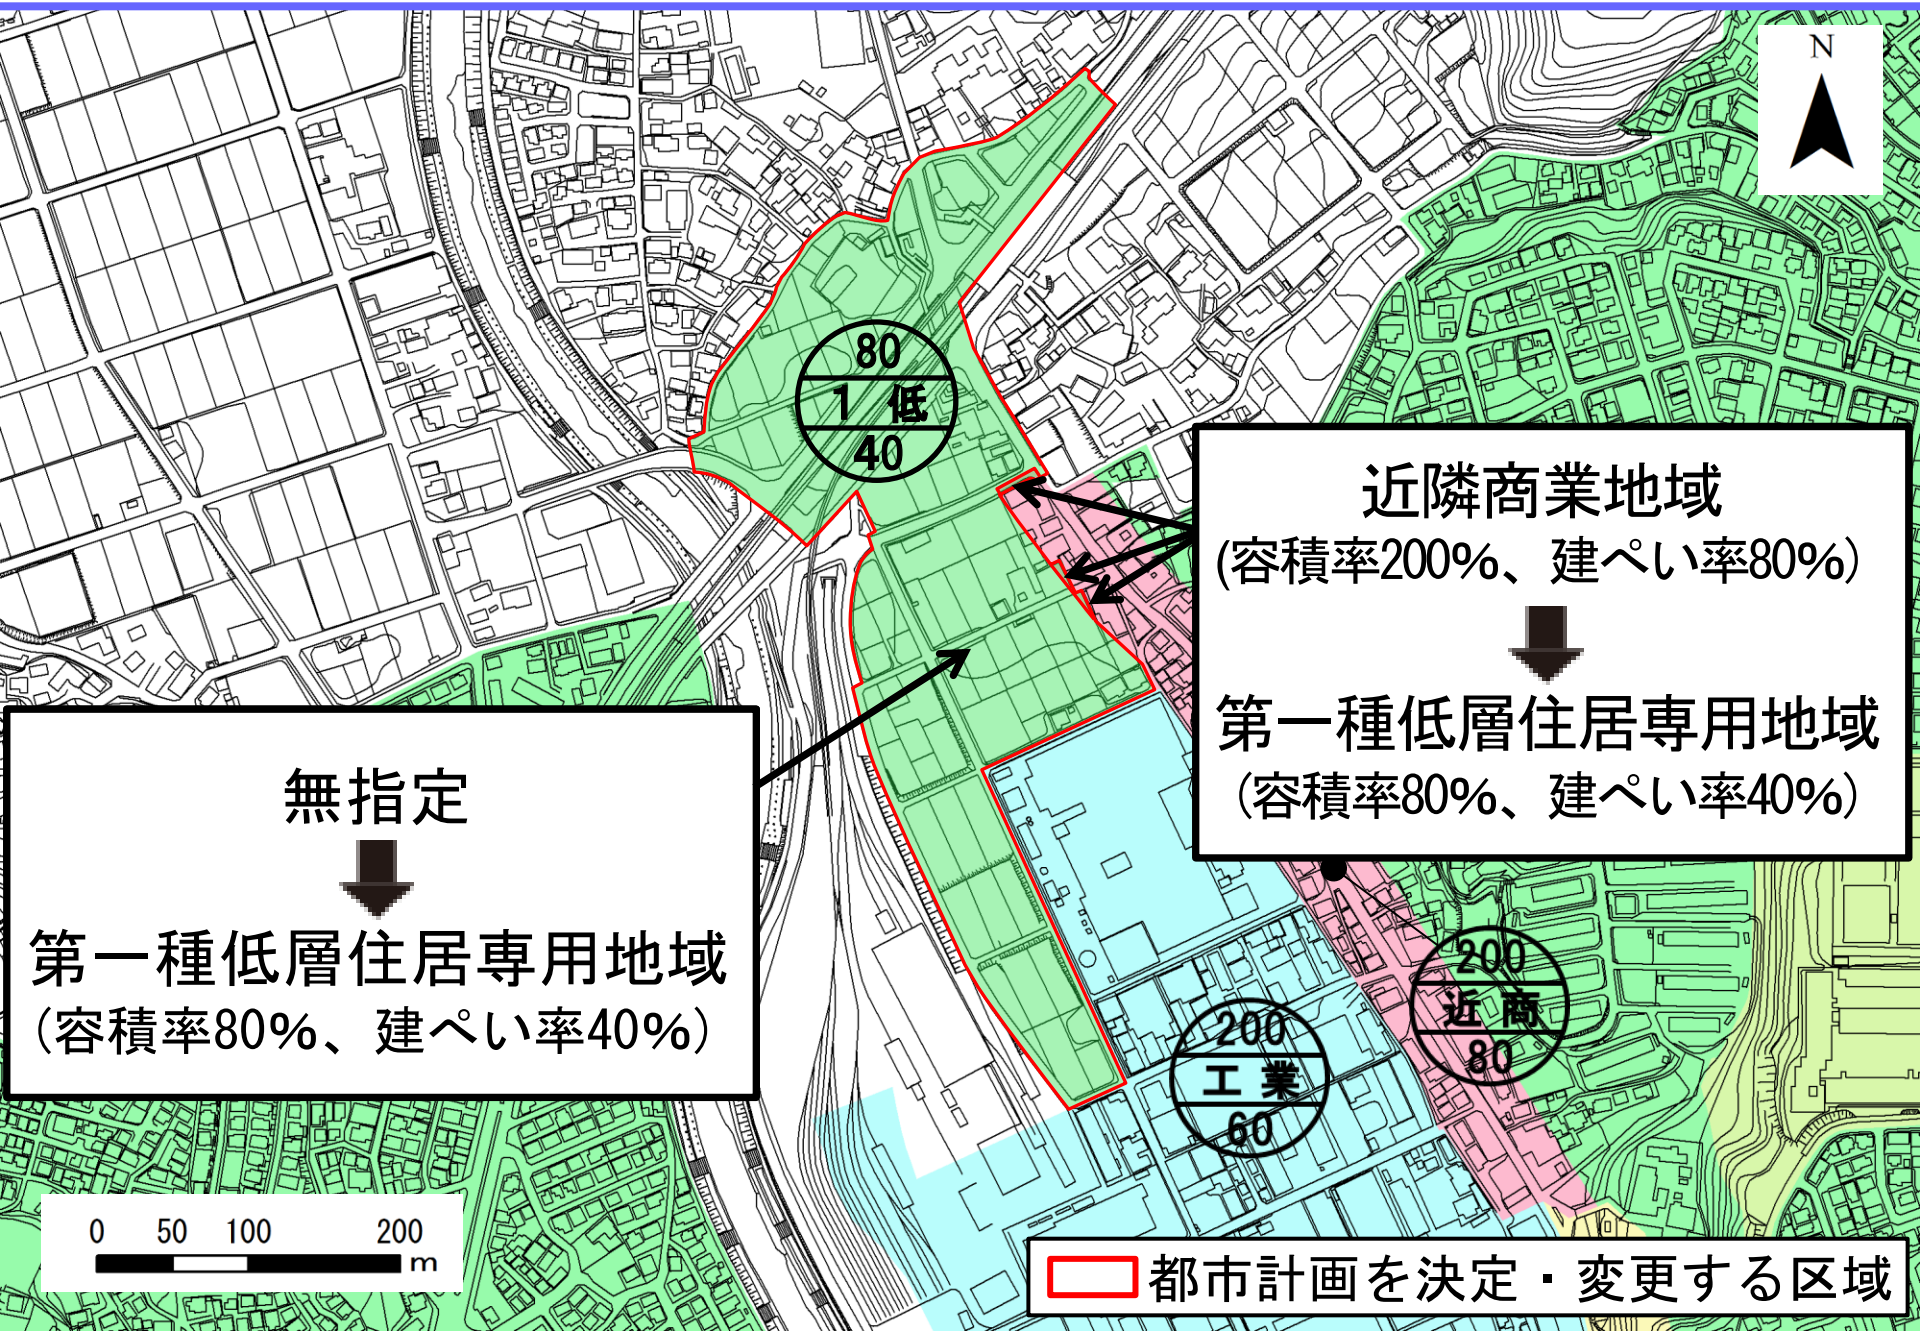 N
80
1 低
40
近隣商業地域
(容積率200%、建ぺい率80%)
第一種低層住居専用地域
(容積率80%、建ぺい率40%)
無指定
第一種低層住居専用地域
(容積率80%、建ぺい率40%)
200
近 商
80
200
工 業
60
0 50 100 200
m
都市計画を決定・変更する区域